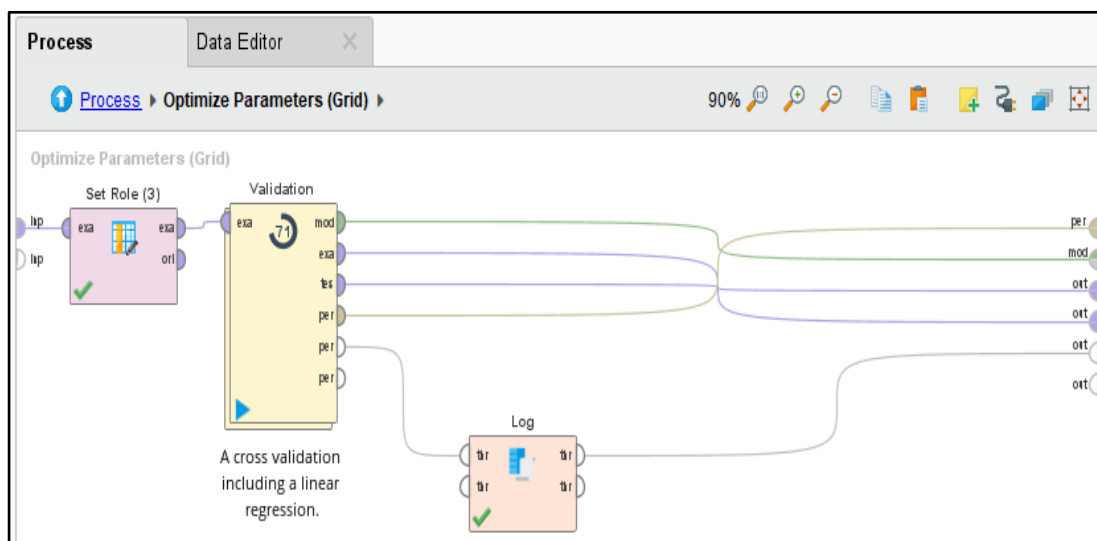 Process
Data Editor
Process Optimize Parameters (Grid)
90%
Optimize Parameters (Grid)
Set Role (3)
Validation
inp
exa
exa
exa
mod
per
inp
ori
exa
mod
tes
out
per
out
per
out
per
out
Log
thr
thr
thr
thr
A cross validation
including a linear
regression.